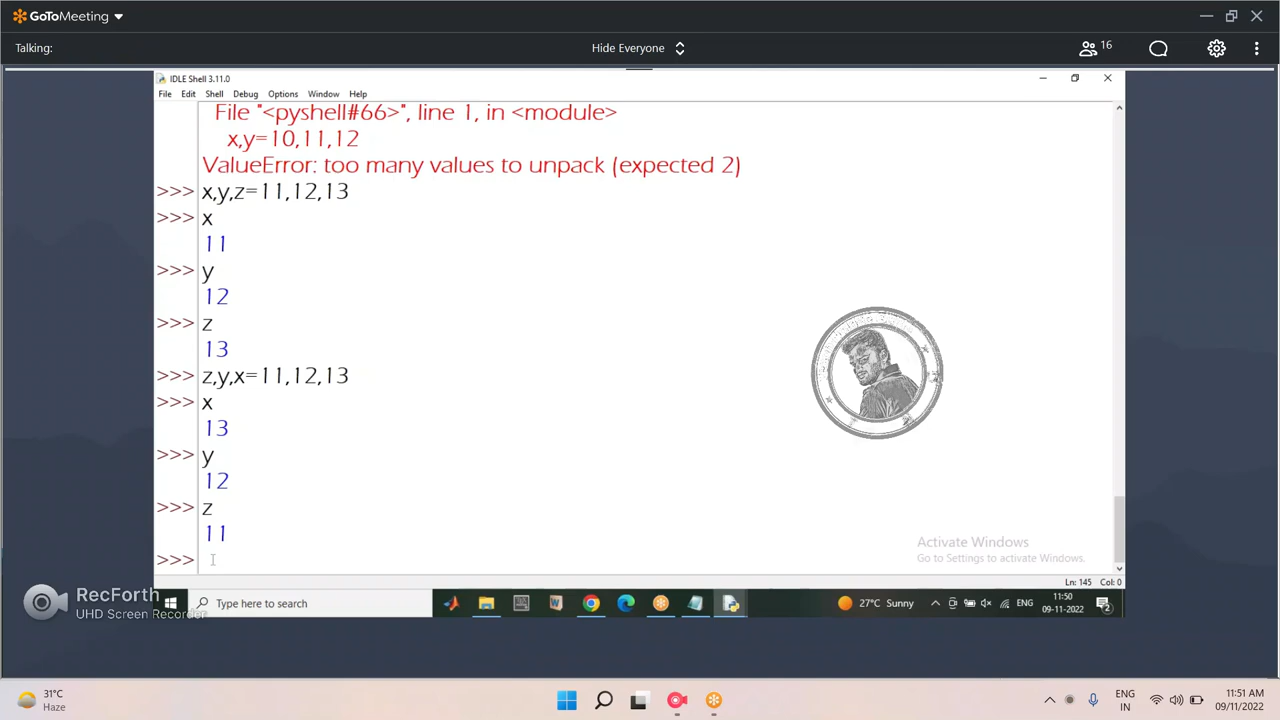 GoToMeeting
Talking:
Hide Everyone
16
IDLE Shell 3.11.0
File Edit Shell Debug Options Window Help
File "<pyshell#66>", line 1, in <module>
x,y=10,11,12
ValueError: too many values to unpack (expected 2)
>>> x,y,z=11,12,13
>>> x
11
>>> y
12
>>> z
13
>>> z,y,x=11,12,13
>>> x
13
>>> y
12
>>> z
11
>>>
Activate Windows
Go to Settings to activate Windows.
Ln: 145 Col: 0
RecForth
UHD Screen Recorder
Type here to search
27°C Sunny
ENG
11:50
09-11-2022
2
31°C
Haze
ENG
IN
11:51 AM
09/11/2022